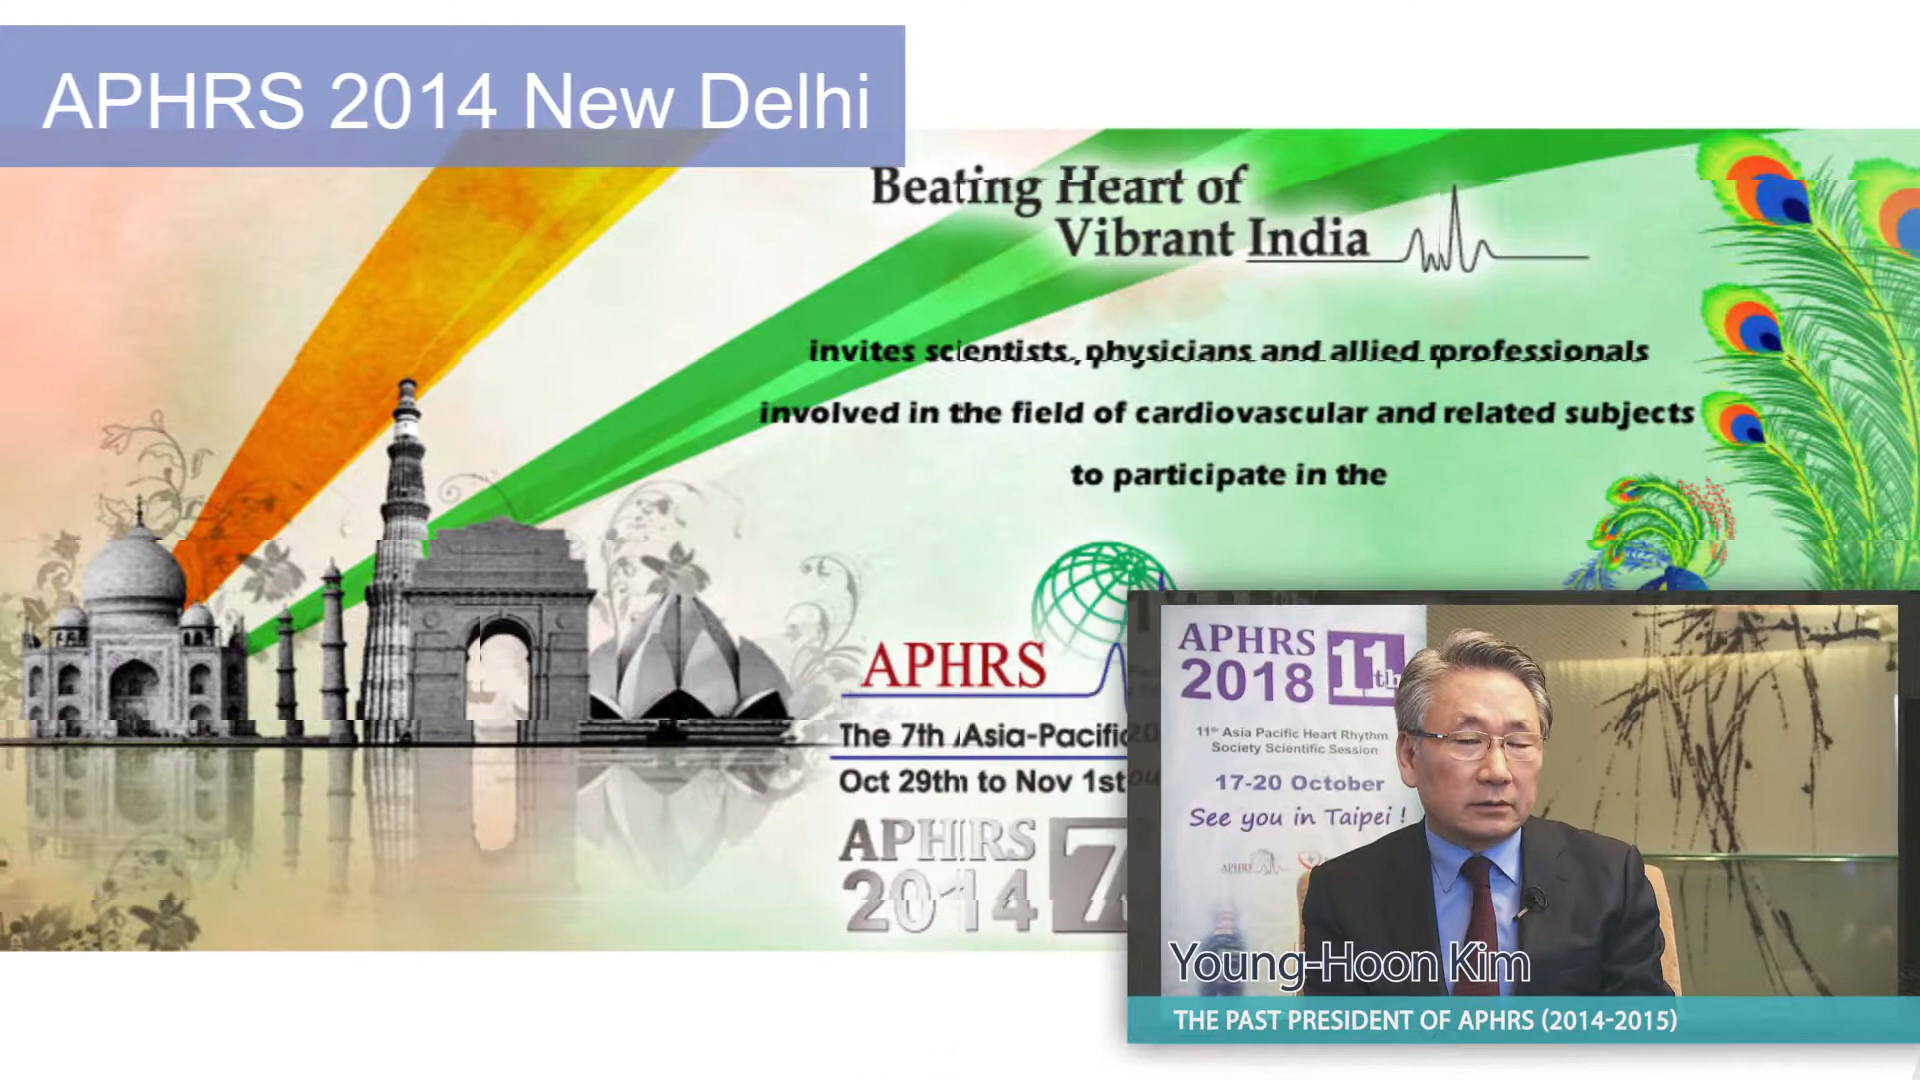 APHRS 2014 New Delhi
Beating Heart of
Vibrant India
invites scientists, physicians and allied professionals
involved in the field of cardiovascular and related subjects
to participate in the
APHRS
The 7th Asia-Pacific
Oct 29th to Nov 1st
APHRS
2014 7
APHRS
2018 11th
11th Asia Pacific Heart Rhythm
Society Scientific Session
17-20 October
See you in Taipei !
APHRS
Young-Hoon Kim
THE PAST PRESIDENT OF APHRS (2014-2015)